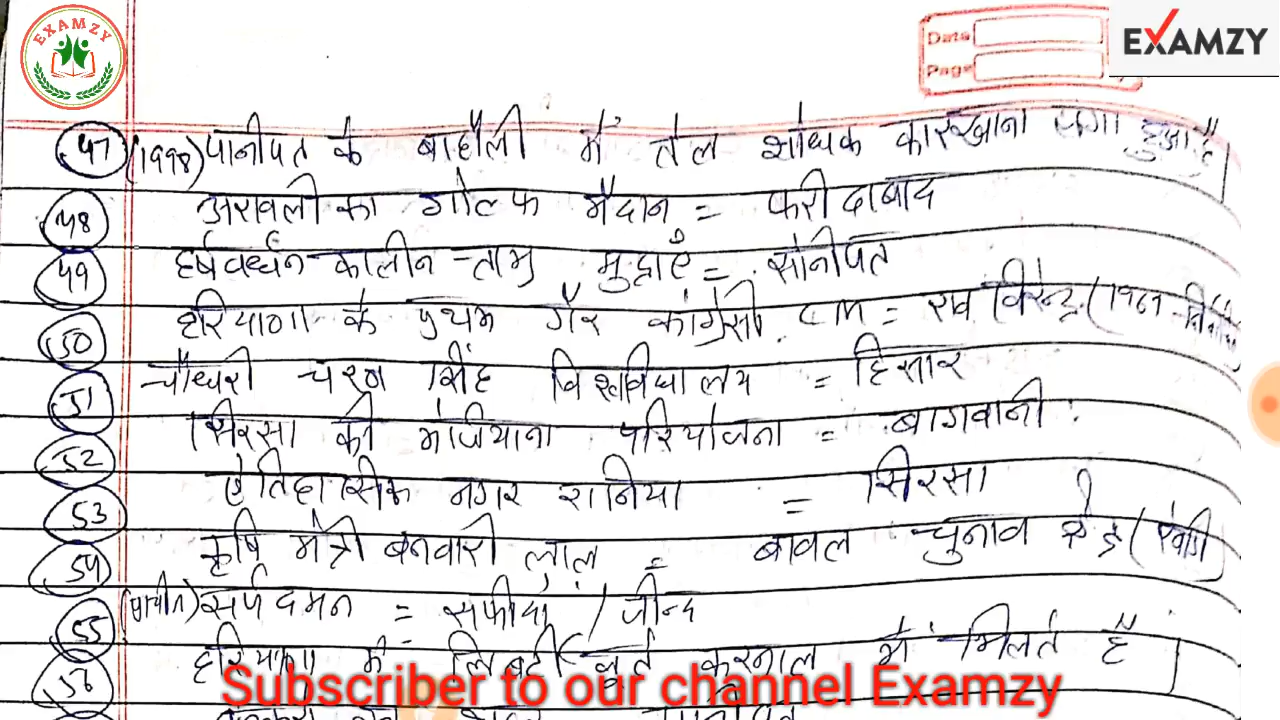 EXAMZY
Date
EXAMZY
Page
47 (1998) पानीपत के बाहौली में तेल शोधक कारखाना लगा हुआ है
48 अरावली का गोल्फ मैदान = फरीदाबाद
49 हर्षवर्धन कालीन ताम्र मुद्राएं = सोनीपत
50 हरियाणा के प्रथम गैर कांग्रेसी CM = राव विरेन्द्र (1967
51 चौधरी चरण सिंह विश्वविद्यालय = हिसार
52 सिरसा की मंजियाना परियोजना = बागवानी
53 ऐतिहासिक नगर रानिया = सिरसा
54 कृषि मंत्री बनवारी लाल = बावल चुनाव से है (रेवाड़ी
55 (प्राचीन) सर्पदमन = सफीदों / जीन्द
56 हरियाणा में लिबर्टी जूते करनाल में मिलते है
Subscriber to our channel Examzy